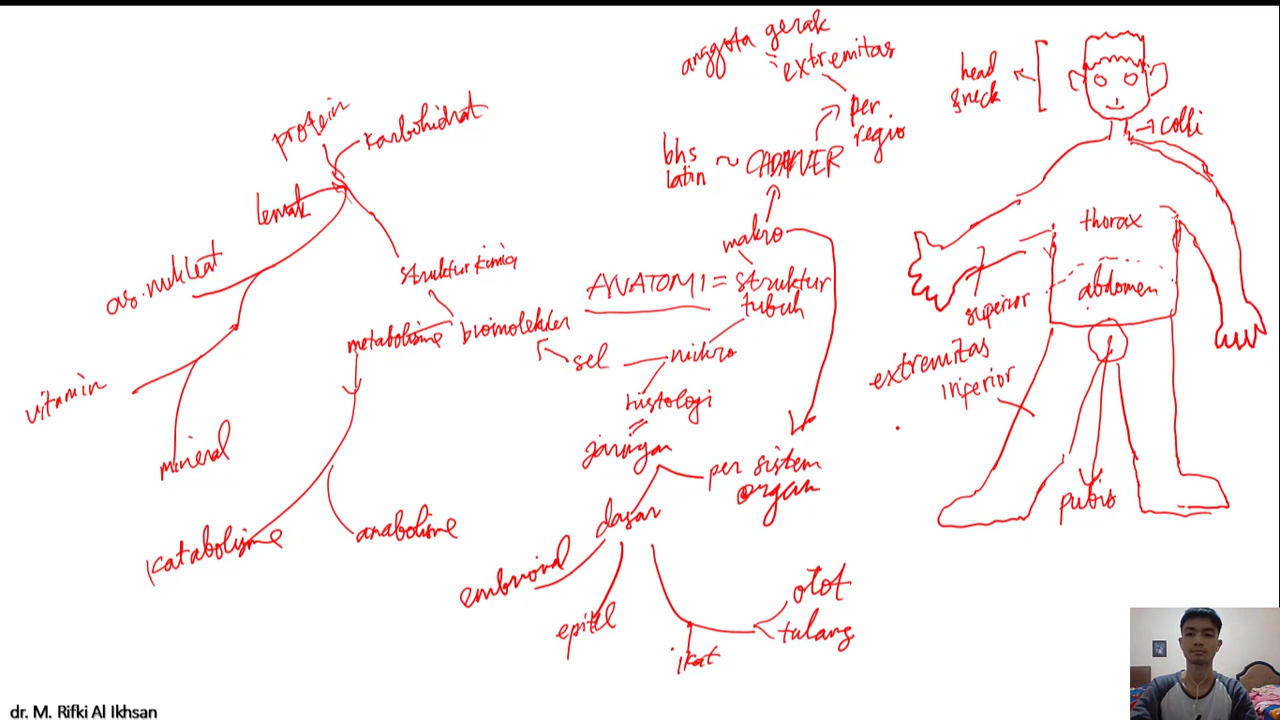 anggota gerak
= extremitas
per
regio
bhs
latin ~ CADAVER
makro
ANATOMI = struktur
tubuh
mikro
sel
histologi
=
jaringan
per sistem
organ
dasar
embrional
epitel
ikat
otot
tulang
biomolekuler
struktur kimia
protein
karbohidrat
lemak
as. nukleat
vitamin
mineral
metabolisme
katabolisme
anabolisme
head
& neck
colli
thorax
abdomen
superior
extremitas
inferior
pubis
dr. M. Rifki Al Ikhsan